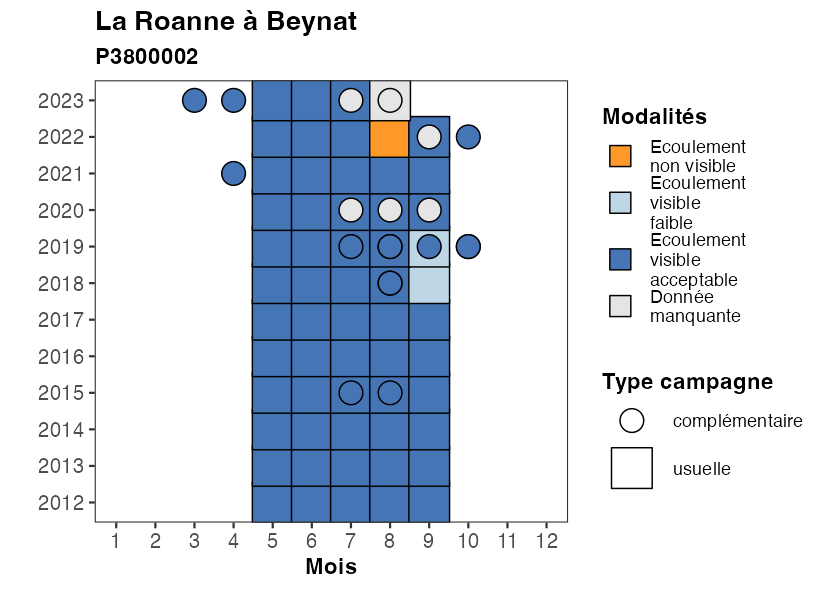 La Roanne à Beynat
P3800002
2023
2022
2021
2020
2019
2018
2017
2016
2015
2014
2013
2012
1 2 3 4 5 6 7 8 9 10 11 12
Mois
Modalités
Ecoulement
non visible
Ecoulement
visible
faible
Ecoulement
visible
acceptable
Donnée
manquante
Type campagne
complémentaire
usuelle